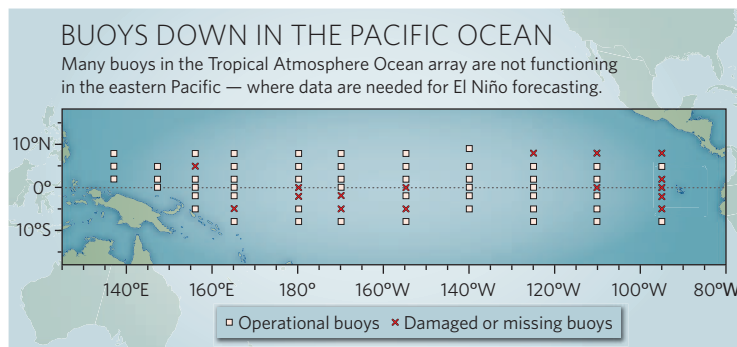 BUOYS DOWN IN THE PACIFIC OCEAN
Many buoys in the Tropical Atmosphere Ocean array are not functioning
in the eastern Pacific — where data are needed for El Niño forecasting.
10°N
0°
10°S
140°E 160°E 180° 160°W 140°W 120°W 100°W 80°W
Operational buoys Damaged or missing buoys